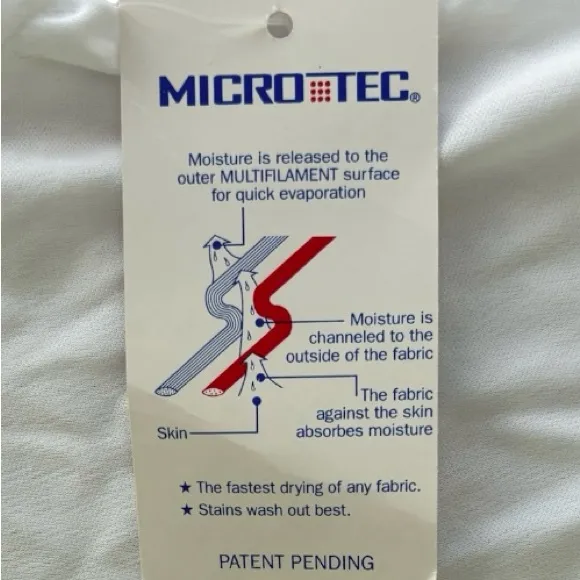 MICRO TEC®
Moisture is released to the
outer MULTIFILAMENT surface
for quick evaporation
Moisture is
channeled to the
outside of the fabric
The fabric
against the skin
absorbes moisture
Skin
★ The fastest drying of any fabric.
★ Stains wash out best.
PATENT PENDING